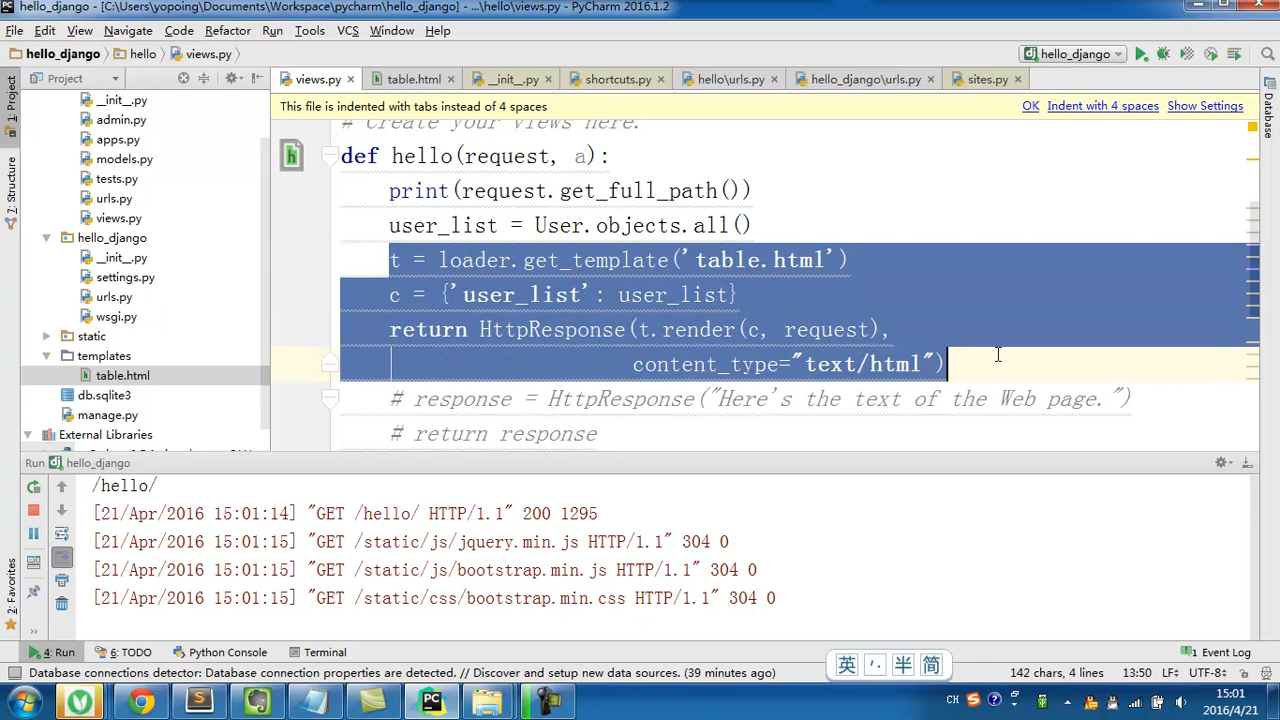 hello_django - [C:\Users\yopoing\Documents\Workspace\pycharm\hello_django] - ...\hello\views.py - PyCharm 2016.1.2
File Edit View Navigate Code Refactor Run Tools VCS Window Help
hello_django hello views.py hello_django
Project views.py table.html __init__.py shortcuts.py hello\urls.py hello_django\urls.py sites.py
This file is indented with tabs instead of 4 spaces OK Indent with 4 spaces Show Settings
1: Project
7: Structure
2: Favorites
Database
__init__.py
admin.py
apps.py
models.py
tests.py
urls.py
views.py
hello_django
__init__.py
settings.py
urls.py
wsgi.py
static
templates
table.html
db.sqlite3
manage.py
External Libraries
# Create your views here.
def hello(request, a):
print(request.get_full_path())
user_list = User.objects.all()
t = loader.get_template('table.html')
c = {'user_list': user_list}
return HttpResponse(t.render(c, request),
content_type="text/html")
# response = HttpResponse("Here's the text of the Web page.")
# return response
Run hello_django
/hello/
[21/Apr/2016 15:01:14] "GET /hello/ HTTP/1.1" 200 1295
[21/Apr/2016 15:01:15] "GET /static/js/jquery.min.js HTTP/1.1" 304 0
[21/Apr/2016 15:01:15] "GET /static/js/bootstrap.min.js HTTP/1.1" 304 0
[21/Apr/2016 15:01:15] "GET /static/css/bootstrap.min.css HTTP/1.1" 304 0
4: Run 6: TODO Python Console Terminal 1 Event Log
英 半 简
Database connections detector: Database connection properties are detected. // Discover and setup new data sources. (39 minutes ago) 142 chars, 4 lines 13:50 LF÷ UTF-8÷
CH 15:01
2016/4/21